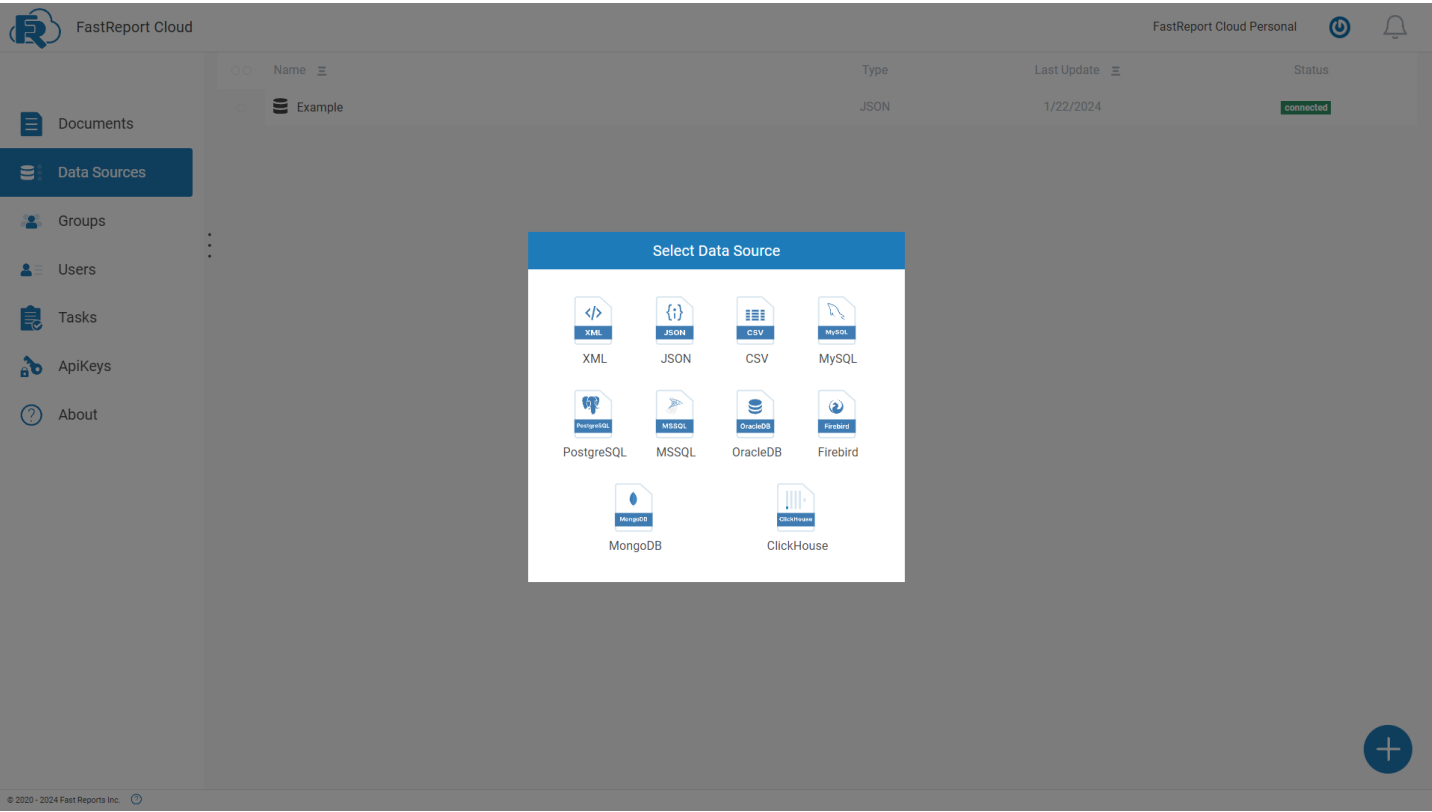 FastReport Cloud
FastReport Cloud Personal
Name
Type
Last Update
Status
Example
JSON
1/22/2024
connected
Documents
Data Sources
Groups
Users
Tasks
ApiKeys
About
Select Data Source
XML
JSON
CSV
MySQL
XML
JSON
CSV
MySQL
PostgreSQL
MSSQL
OracleDB
Firebird
PostgreSQL
MSSQL
OracleDB
Firebird
MongoDB
ClickHouse
MongoDB
ClickHouse
© 2020 - 2024 Fast Reports Inc.